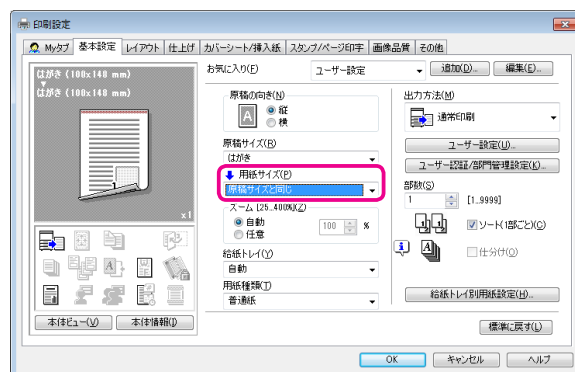 印刷設定
Myタブ 基本設定 レイアウト 仕上げ カバーシート/挿入紙 スタンプ/ページ印字 画像品質 その他
はがき (100x148 mm)
はがき (100x148 mm)
1
x1
本体ビュー(V) 本体情報(I)
お気に入り(F) ユーザー設定 追加(D)... 編集(E)...
原稿の向き(N)
A 縦
横
原稿サイズ(R)
はがき
用紙サイズ(P)
原稿サイズと同じ
ズーム [25..400%](Z)
自動
任意
100 %
給紙トレイ(Y)
自動
用紙種類(T)
普通紙
出力方法(M)
通常印刷
ユーザー設定(U)...
ユーザー認証/部門管理設定(K)...
部数(S)
1 [1..9999]
ソート(1部ごと)(C)
仕分け(O)
給紙トレイ別用紙設定(H)...
標準に戻す(L)
OK キャンセル ヘルプ